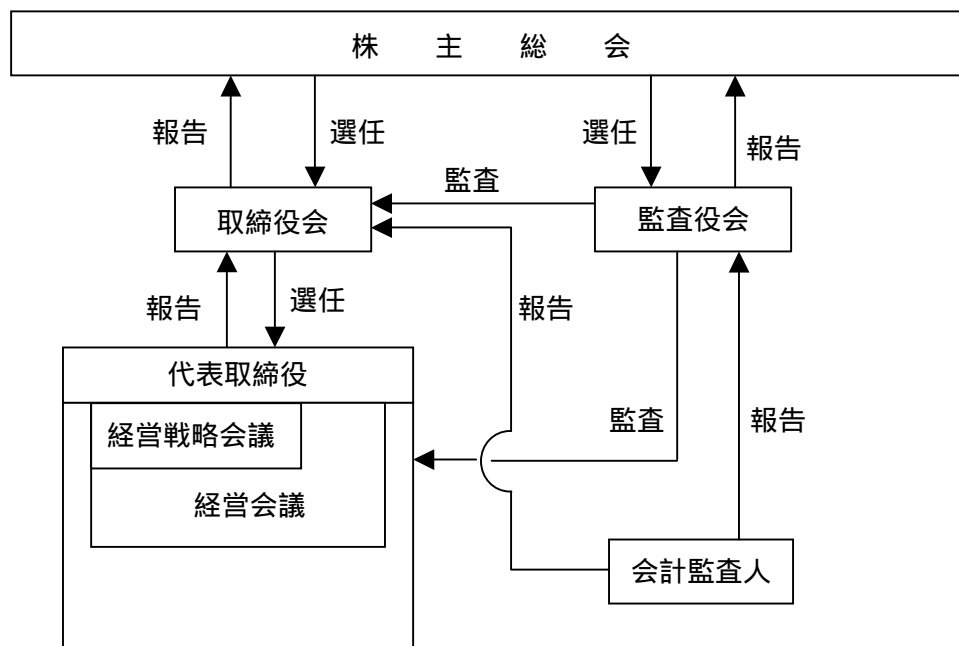 株主総会
報告
選任
選任
報告
監査
取締役会
監査役会
報告
選任
報告
代表取締役
経営戦略会議
監査
報告
経営会議
会計監査人